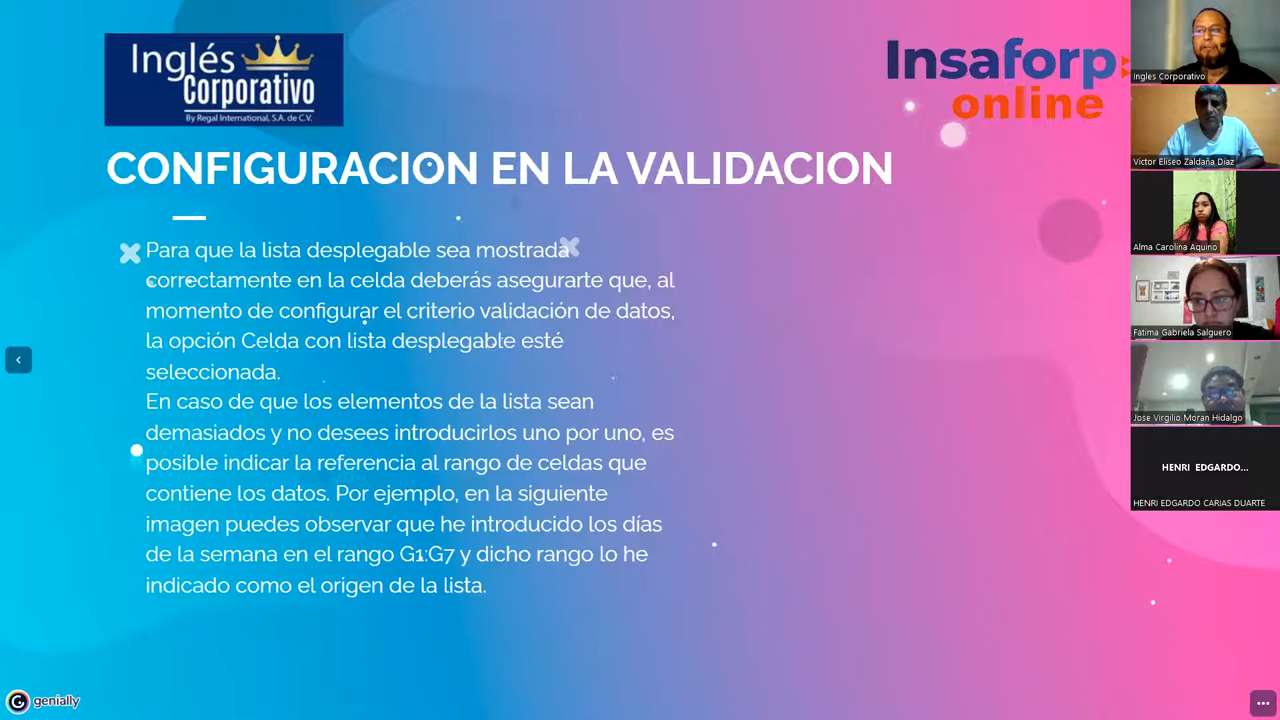 Inglés
Corporativo
By Regal International, S.A. de C.V.
Insaforp
online
CONFIGURACION EN LA VALIDACION
Para que la lista desplegable sea mostrada
correctamente en la celda deberás asegurarte que, al
momento de configurar el criterio validación de datos,
la opción Celda con lista desplegable esté
seleccionada.
En caso de que los elementos de la lista sean
demasiados y no desees introducirlos uno por uno, es
posible indicar la referencia al rango de celdas que
contiene los datos. Por ejemplo, en la siguiente
imagen puedes observar que he introducido los días
de la semana en el rango G1:G7 y dicho rango lo he
indicado como el origen de la lista.
genially
Ingles Corporativo
Victor Eliseo Zaldaña Diaz
Alma Carolina Aquino
Fatima Gabriela Salguero
Jose Virgilio Moran Hidalgo
HENRI EDGARDO...
HENRI EDGARDO CARIAS DUARTE